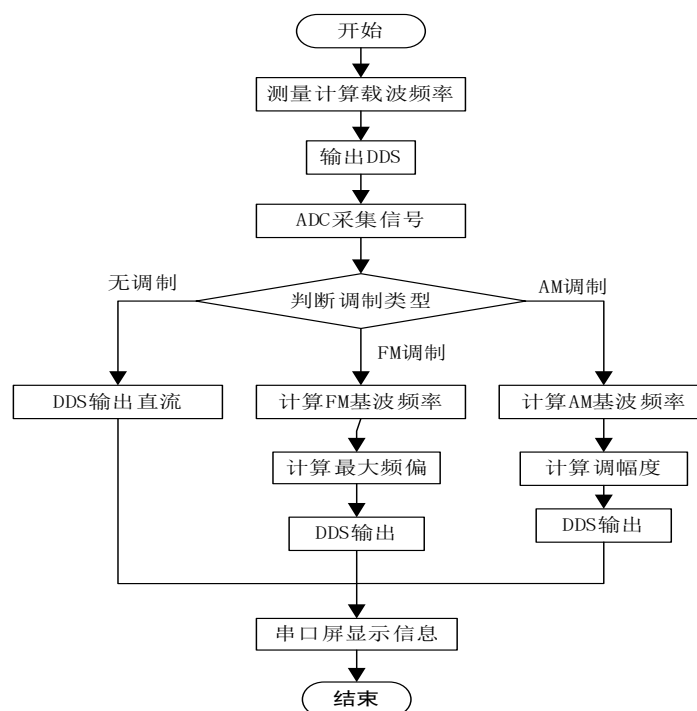 开始
测量计算载波频率
输出DDS
ADC采集信号
无调制
判断调制类型
AM调制
FM调制
DDS输出直流
计算FM基波频率
计算AM基波频率
计算最大频偏
计算调幅度
DDS输出
DDS输出
串口屏显示信息
结束